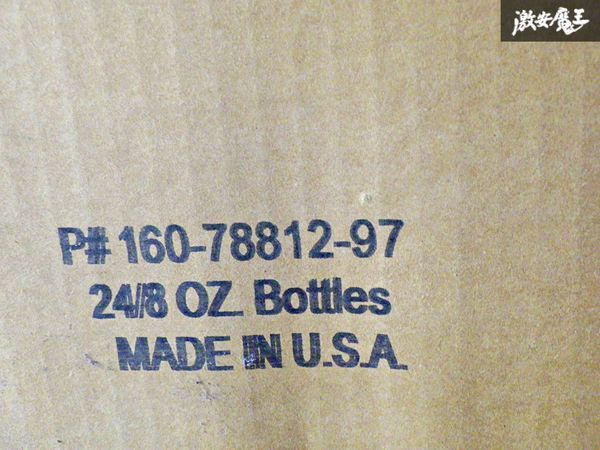 激安魔王
P# 160-78812-97
24/8 OZ. Bottles
MADE IN U.S.A.